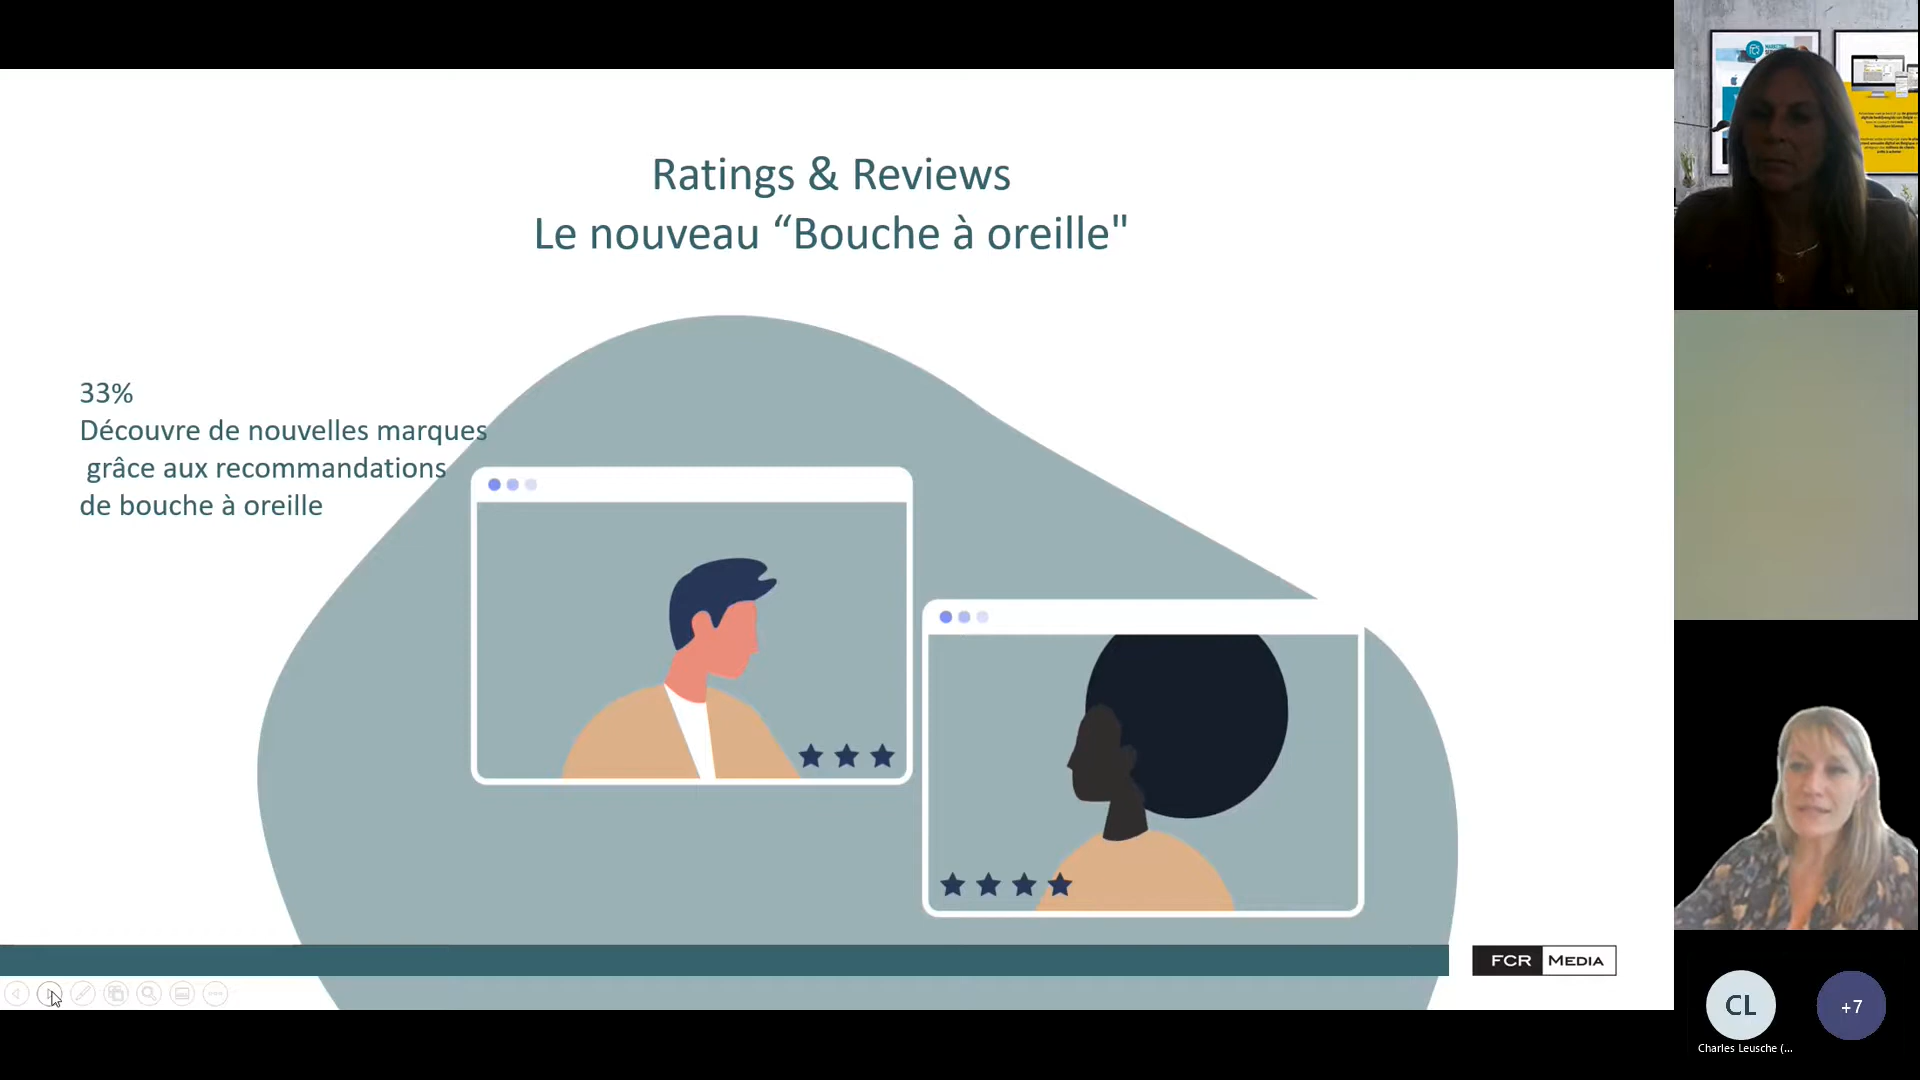 Ratings & Reviews
Le nouveau “Bouche à oreille"
33%
Découvre de nouvelles marques
grâce aux recommandations
de bouche à oreille
FCR MEDIA
CL
+7
Charles Leusche (...